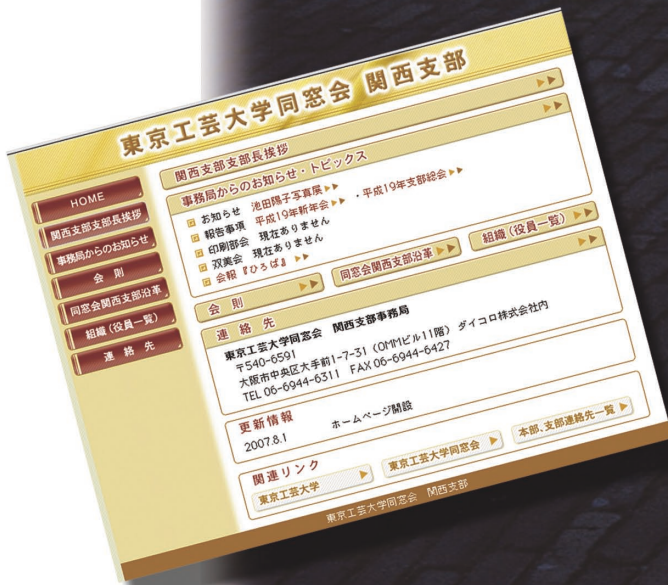 東京工芸大学同窓会 関西支部
HOME
関西支部支部長挨拶
事務局からのお知らせ
会 則
同窓会関西支部沿革
組織(役員一覧)
連 絡 先
関西支部支部長挨拶
事務局からのお知らせ・トピックス
お知らせ 池田陽子写真展
報告事項 平成19年新年会 ・平成19年支部総会
印刷部会 現在ありません
双美会 現在ありません
会報『ひろば』
会 則
同窓会関西支部沿革
組織(役員一覧)
連 絡 先
東京工芸大学同窓会 関西支部事務局
〒540-6591
大阪市中央区大手前1-7-31(OMMビル11階)ダイコロ株式会社内
TEL 06-6944-6311 FAX 06-6944-6427
更新情報
2007.8.1 ホームページ開設
関連リンク
東京工芸大学
東京工芸大学同窓会
本部、支部連絡先一覧
東京工芸大学同窓会 関西支部